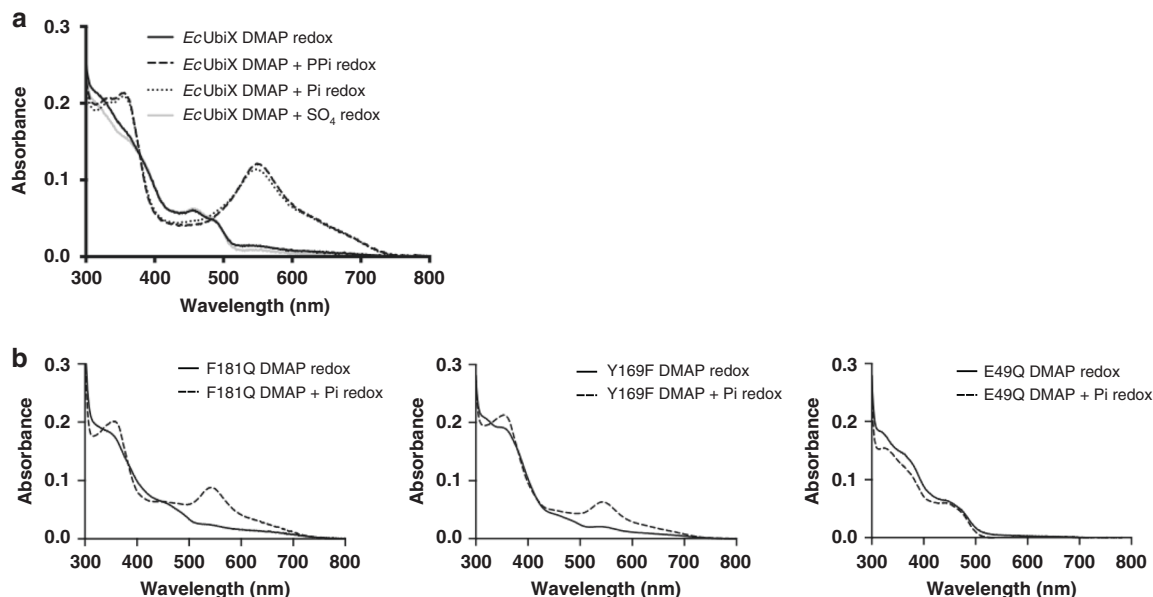 a
0.3
0.2
0.1
0.0
Absorbance
EcUbiX DMAP redox
EcUbiX DMAP + PPi redox
EcUbiX DMAP + Pi redox
EcUbiX DMAP + SO4 redox
300 400 500 600 700 800
Wavelength (nm)
b
0.3
0.2
0.1
0.0
Absorbance
F181Q DMAP redox
F181Q DMAP + Pi redox
300 400 500 600 700 800
Wavelength (nm)
0.3
0.2
0.1
0.0
Absorbance
Y169F DMAP redox
Y169F DMAP + Pi redox
300 400 500 600 700 800
Wavelength (nm)
0.3
0.2
0.1
0.0
Absorbance
E49Q DMAP redox
E49Q DMAP + Pi redox
300 400 500 600 700 800
Wavelength (nm)